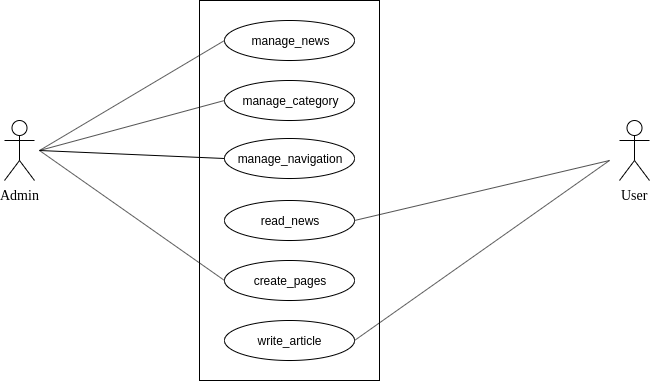 manage_news
manage_category
manage_navigation
Admin
User
read_news
create_pages
write_article